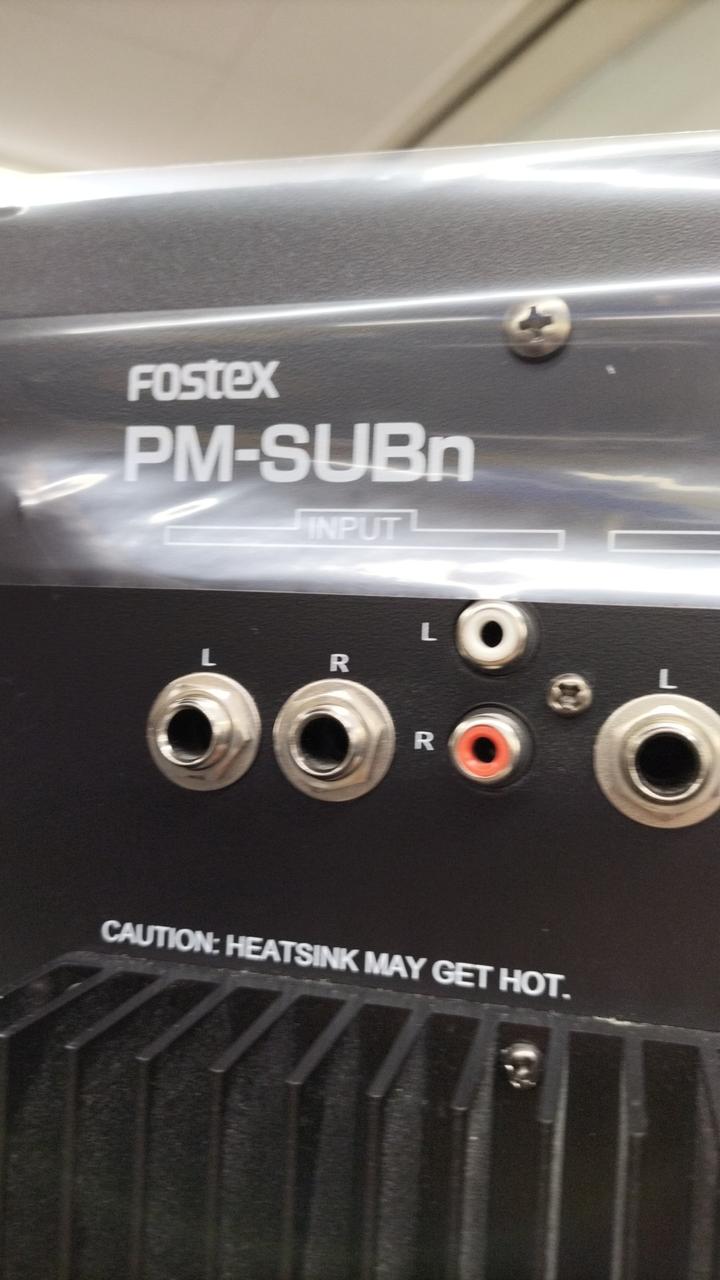 Fostex
PM-SUBn
INPUT
L
R
L
R
L
CAUTION: HEATSINK MAY GET HOT.